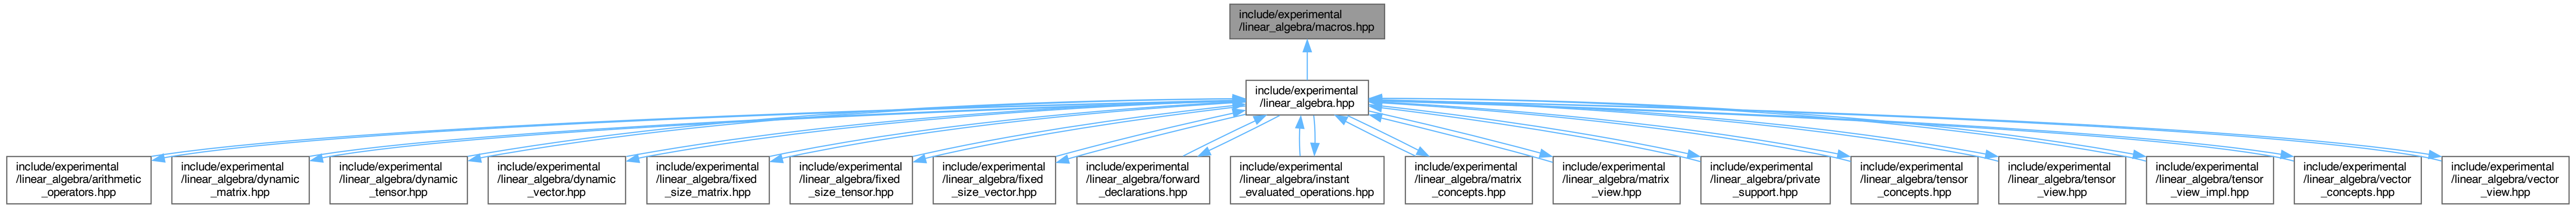 include/experimental
/linear_algebra/macros.hpp
include/experimental
/linear_algebra.hpp
include/experimental
/linear_algebra/arithmetic
_operators.hpp
include/experimental
/linear_algebra/dynamic
_matrix.hpp
include/experimental
/linear_algebra/dynamic
_tensor.hpp
include/experimental
/linear_algebra/dynamic
_vector.hpp
include/experimental
/linear_algebra/fixed
_size_matrix.hpp
include/experimental
/linear_algebra/fixed
_size_tensor.hpp
include/experimental
/linear_algebra/fixed
_size_vector.hpp
include/experimental
/linear_algebra/forward
_declarations.hpp
include/experimental
/linear_algebra/instant
_evaluated_operations.hpp
include/experimental
/linear_algebra/matrix
_concepts.hpp
include/experimental
/linear_algebra/matrix
_view.hpp
include/experimental
/linear_algebra/private
_support.hpp
include/experimental
/linear_algebra/tensor
_concepts.hpp
include/experimental
/linear_algebra/tensor
_view.hpp
include/experimental
/linear_algebra/tensor
_view_impl.hpp
include/experimental
/linear_algebra/vector
_concepts.hpp
include/experimental
/linear_algebra/vector
_view.hpp